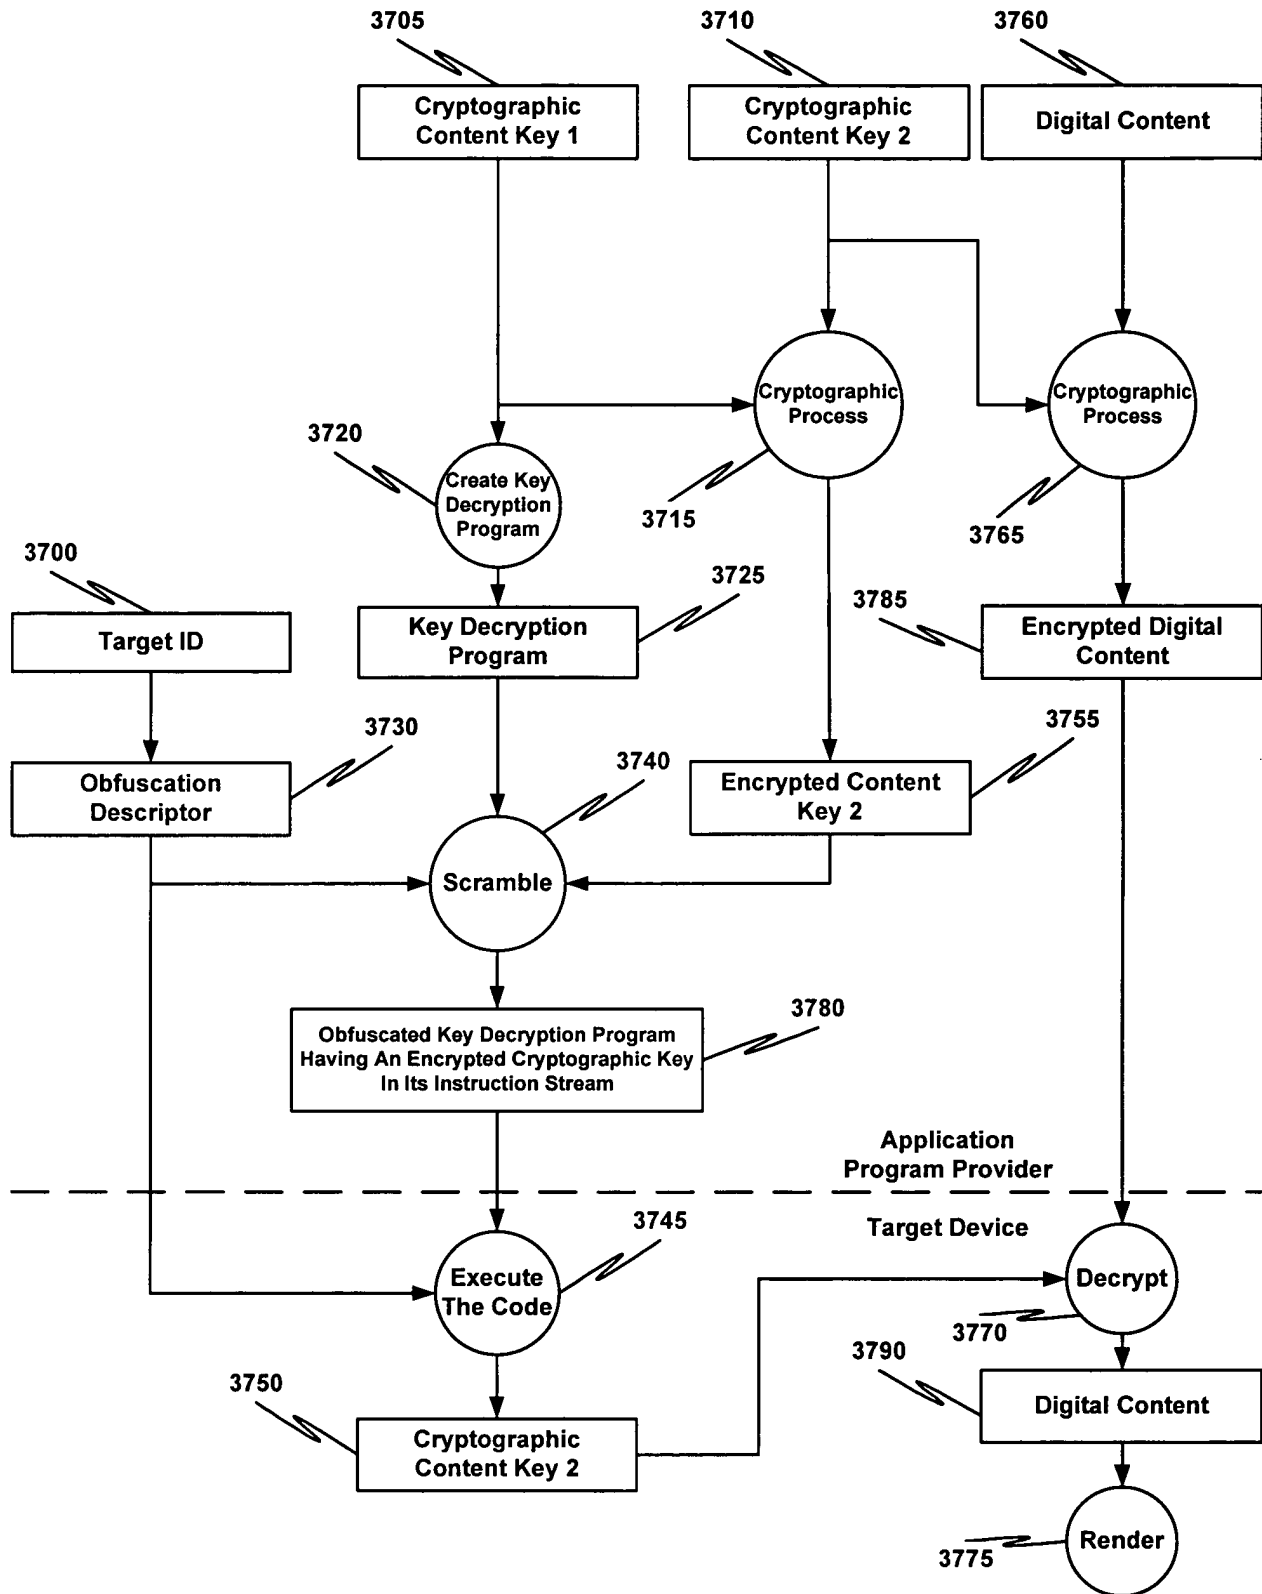 3705
3710
3760
Cryptographic
Content Key 1
Cryptographic
Content Key 2
Digital Content
Cryptographic
Process
Cryptographic
Process
3720
Create Key
Decryption
Program
3715
3765
3700
3725
3785
Target ID
Key Decryption
Program
Encrypted Digital
Content
3730
3755
3740
Obfuscation
Descriptor
Encrypted Content
Key 2
Scramble
3780
Obfuscated Key Decryption Program
Having An Encrypted Cryptographic Key
In Its Instruction Stream
Application
Program Provider
3745
Target Device
Execute
The Code
Decrypt
3770
3790
3750
Cryptographic
Content Key 2
Digital Content
3775
Render